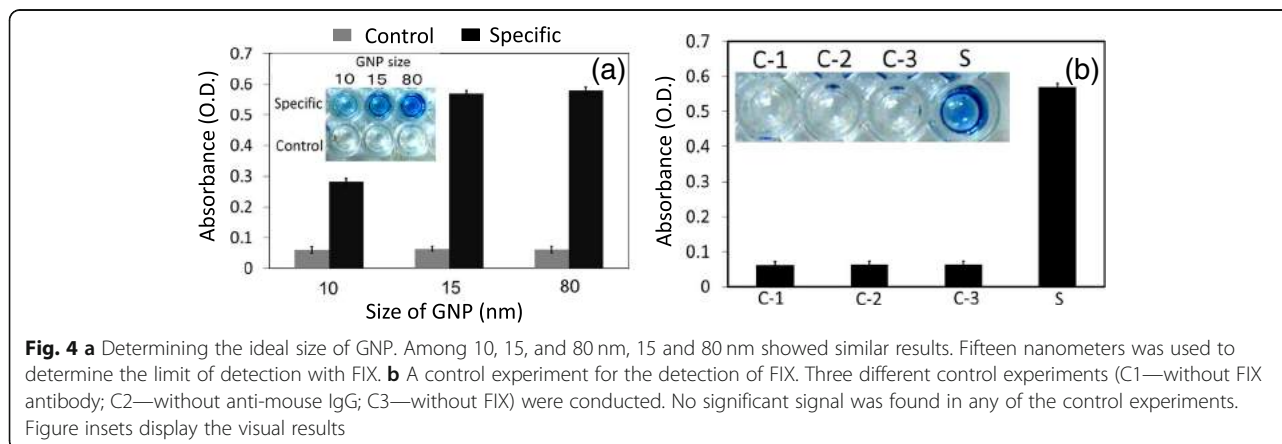 Control Specific
(a)
GNP size
10 15 80
Specific
Control
Absorbance (O.D.)
0.7
0.6
0.5
0.4
0.3
0.2
0.1
0
10 15 80
Size of GNP (nm)
(b)
C-1 C-2 C-3 S
Absorbance (O.D.)
0.7
0.6
0.5
0.4
0.3
0.2
0.1
0
C-1 C-2 C-3 S
Fig. 4 a Determining the ideal size of GNP. Among 10, 15, and 80 nm, 15 and 80 nm showed similar results. Fifteen nanometers was used to
determine the limit of detection with FIX. b A control experiment for the detection of FIX. Three different control experiments (C1—without FIX
antibody; C2—without anti-mouse IgG; C3—without FIX) were conducted. No significant signal was found in any of the control experiments.
Figure insets display the visual results